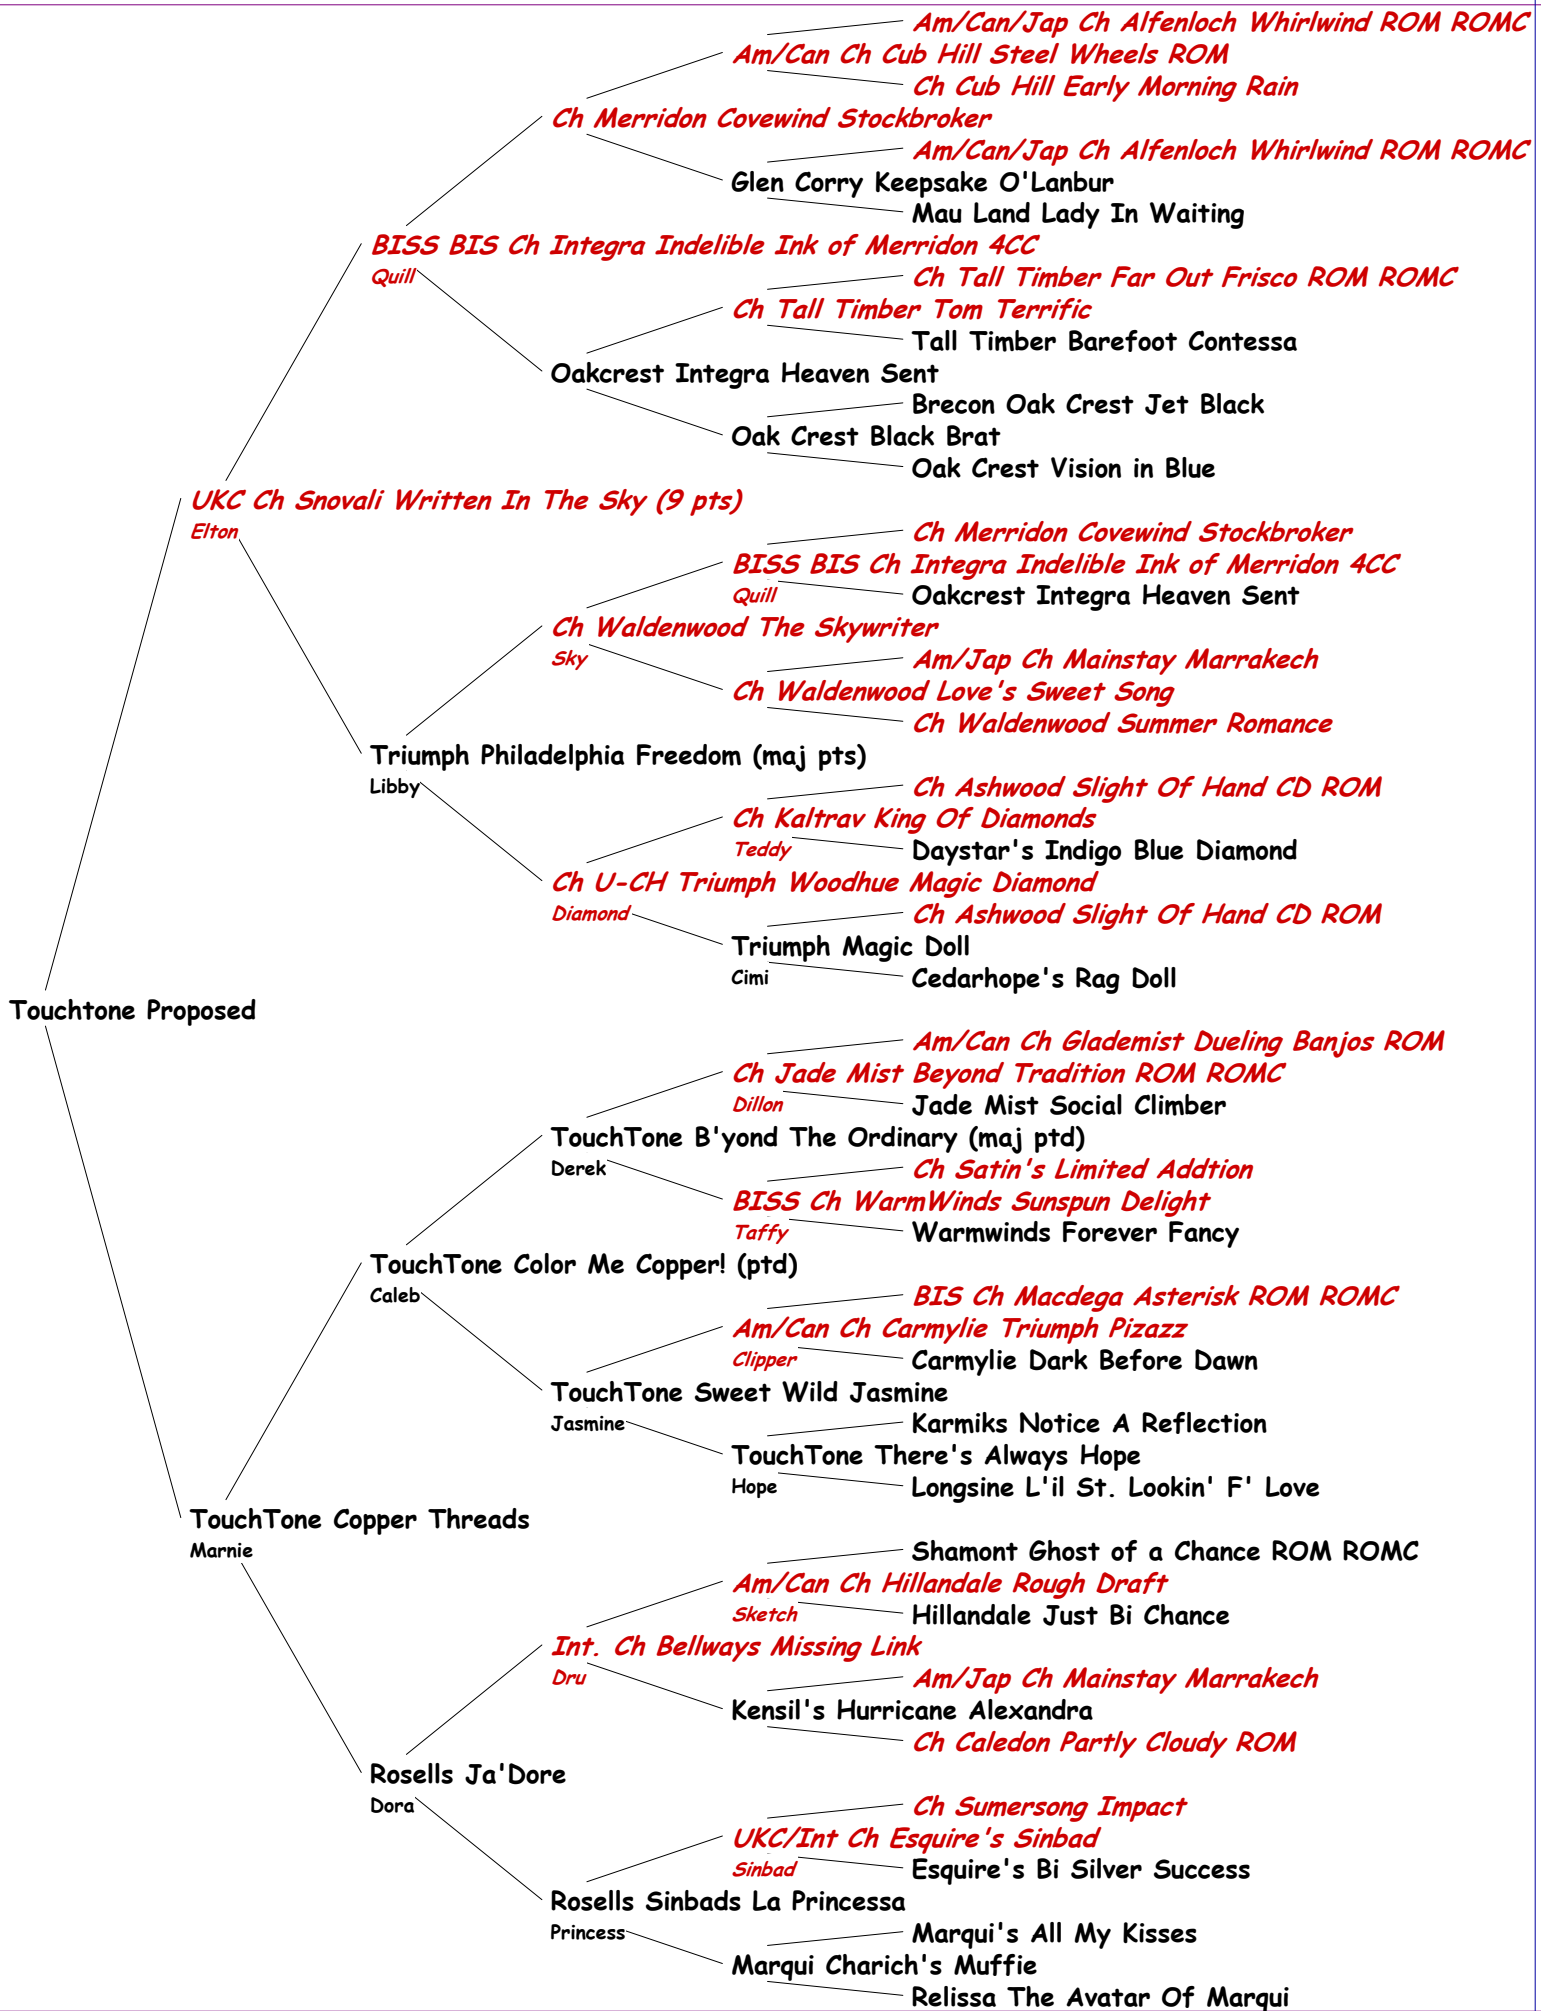 Am/Can/Jap Ch Alfenloch Whirlwind ROM ROMC
Am/Can Ch Cub Hill Steel Wheels ROM
Ch Cub Hill Early Morning Rain
Ch Merridon Covewind Stockbroker
Am/Can/Jap Ch Alfenloch Whirlwind ROM ROMC
Glen Corry Keepsake O'Lanbur
Mau Land Lady In Waiting
BISS BIS Ch Integra Indelible Ink of Merridon 4CC
Quill
Ch Tall Timber Far Out Frisco ROM ROMC
Ch Tall Timber Tom Terrific
Tall Timber Barefoot Contessa
Oakcrest Integra Heaven Sent
Brecon Oak Crest Jet Black
Oak Crest Black Brat
Oak Crest Vision in Blue
UKC Ch Snovali Written In The Sky (9 pts)
Elton
Ch Merridon Covewind Stockbroker
BISS BIS Ch Integra Indelible Ink of Merridon 4CC
Quill
Oakcrest Integra Heaven Sent
Ch Waldenwood The Skywriter
Sky
Am/Jap Ch Mainstay Marrakech
Ch Waldenwood Love's Sweet Song
Ch Waldenwood Summer Romance
Triumph Philadelphia Freedom (maj pts)
Libby
Ch Ashwood Slight Of Hand CD ROM
Ch Kaltrav King Of Diamonds
Teddy
Daystar's Indigo Blue Diamond
Ch U-CH Triumph Woodhue Magic Diamond
Diamond
Ch Ashwood Slight Of Hand CD ROM
Triumph Magic Doll
Cimi
Cedarhope's Rag Doll
Touchtone Proposed
Am/Can Ch Glademist Dueling Banjos ROM
Ch Jade Mist Beyond Tradition ROM ROMC
Dillon
Jade Mist Social Climber
TouchTone B'yond The Ordinary (maj ptd)
Derek
Ch Satin's Limited Addtion
BISS Ch WarmWinds Sunspun Delight
Taffy
Warmwinds Forever Fancy
TouchTone Color Me Copper! (ptd)
Caleb
BIS Ch Macdega Asterisk ROM ROMC
Am/Can Ch Carmylie Triumph Pizazz
Clipper
Carmylie Dark Before Dawn
TouchTone Sweet Wild Jasmine
Jasmine
Karmiks Notice A Reflection
TouchTone There's Always Hope
Hope
Longsine L'il St. Lookin' F' Love
TouchTone Copper Threads
Marnie
Shamont Ghost of a Chance ROM ROMC
Am/Can Ch Hillandale Rough Draft
Sketch
Hillandale Just Bi Chance
Int. Ch Bellways Missing Link
Dru
Am/Jap Ch Mainstay Marrakech
Kensil's Hurricane Alexandra
Ch Caledon Partly Cloudy ROM
Rosells Ja'Dore
Dora
Ch Sumersong Impact
UKC/Int Ch Esquire's Sinbad
Sinbad
Esquire's Bi Silver Success
Rosells Sinbads La Princessa
Princess
Marqui's All My Kisses
Marqui Charich's Muffie
Relissa The Avatar Of Marqui